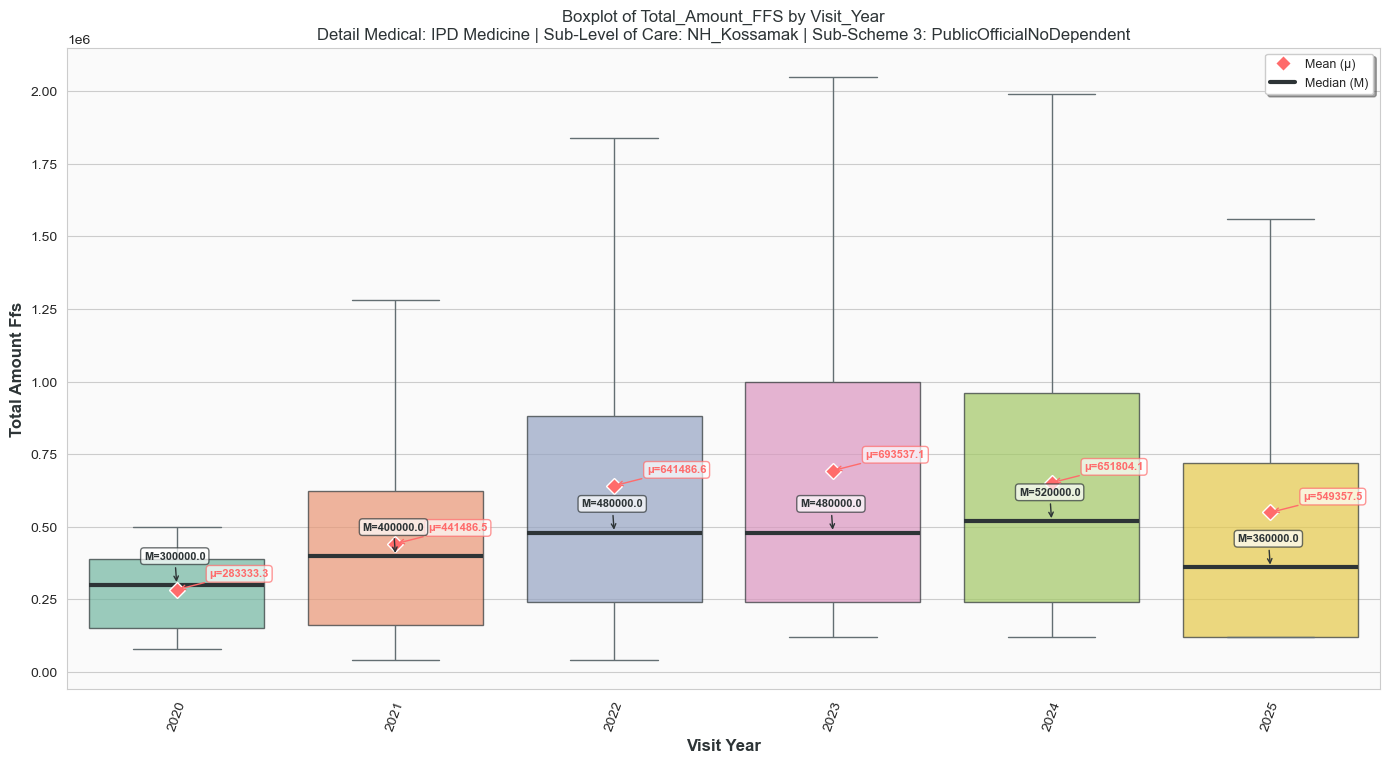 Boxplot of Total_Amount_FFS by Visit_Year
Detail Medical: IPD Medicine | Sub-Level of Care: NH_Kossamak | Sub-Scheme 3: PublicOfficialNoDependent
1e6
Mean (μ)
Median (M)
2.00
1.75
1.50
1.25
1.00
0.75
0.50
0.25
0.00
Total Amount Ffs
M=300000.0
μ=283333.3
M=400000.0
μ=441486.5
M=480000.0
μ=641486.6
M=480000.0
μ=693537.1
M=520000.0
μ=651804.1
M=360000.0
μ=549357.5
2020
2021
2022
2023
2024
2025
Visit Year